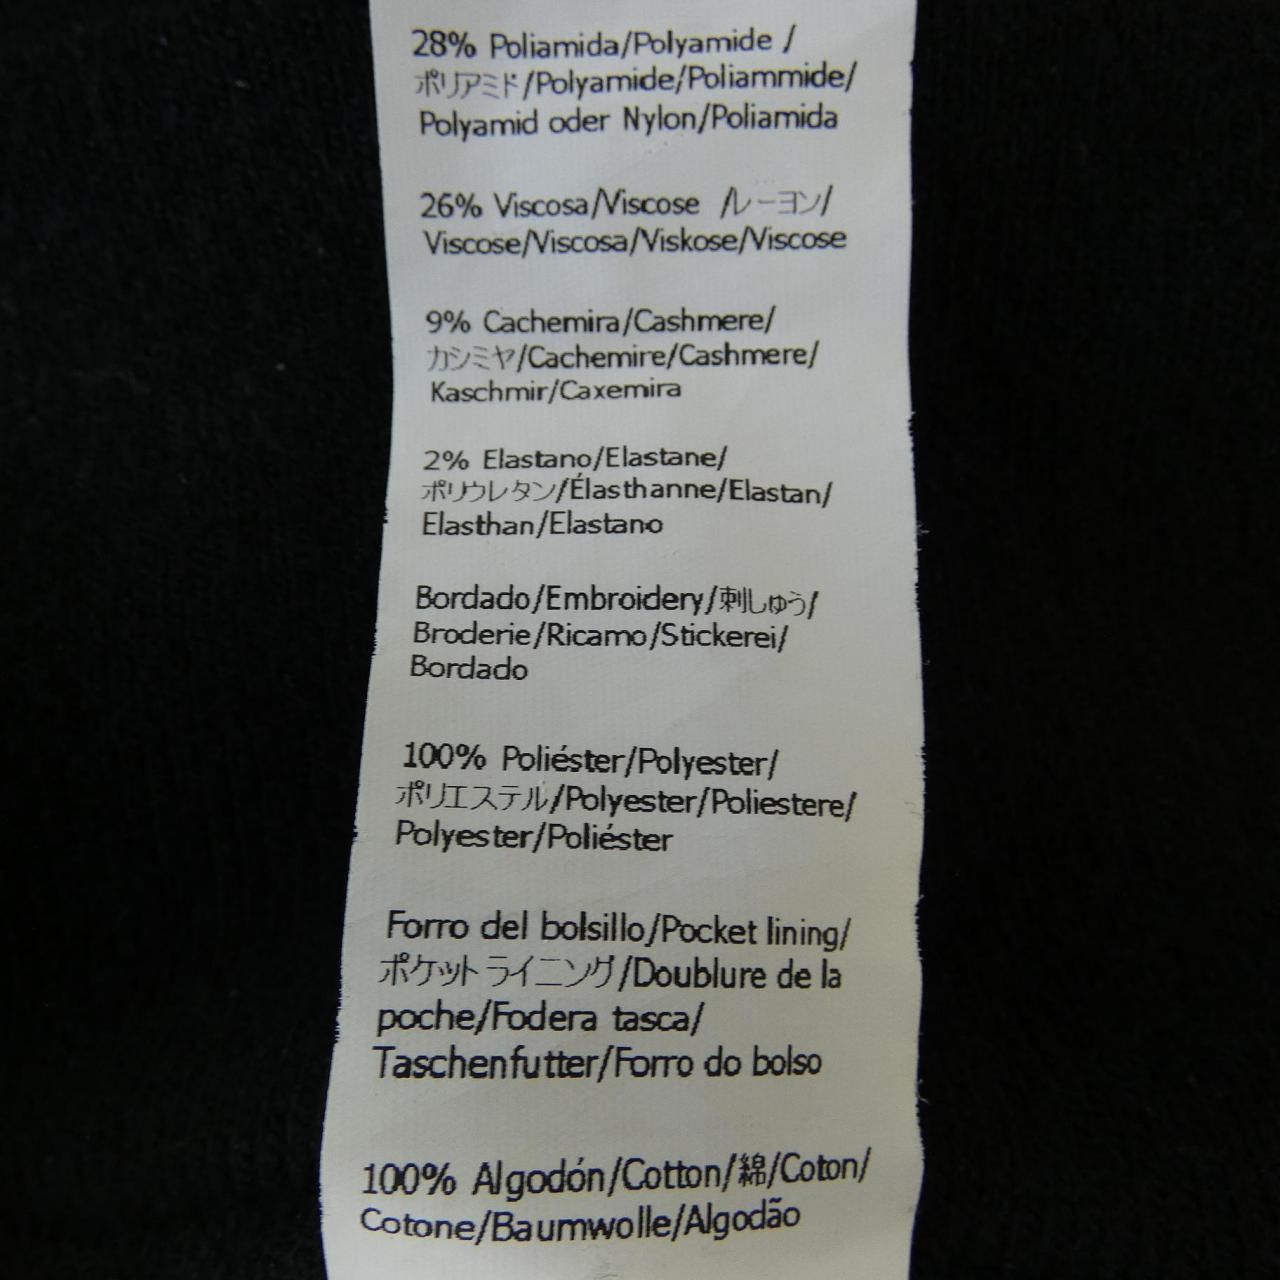 28% Poliamida/Polyamide /
ポリアミド/Polyamide/Poliammide/
Polyamid oder Nylon/Poliamida
26% Viscosa/Viscose /レーヨン/
Viscose/Viscosa/Viskose/Viscose
9% Cachemira/Cashmere/
カシミヤ/Cachemire/Cashmere/
Kaschmir/Caxemira
2% Elastano/Elastane/
ポリウレタン/Élasthanne/Elastan/
Elasthan/Elastano
Bordado/Embroidery/刺しゅう/
Broderie/Ricamo/Stickerei/
Bordado
100% Poliéster/Polyester/
ポリエステル/Polyester/Poliestere/
Polyester/Poliéster
Forro del bolsillo/Pocket lining/
ポケット ライニング/Doublure de la
poche/Fodera tasca/
Taschenfutter/Forro do bolso
100% Algodón/Cotton/綿/Coton/
Cotone/Baumwolle/Algodão